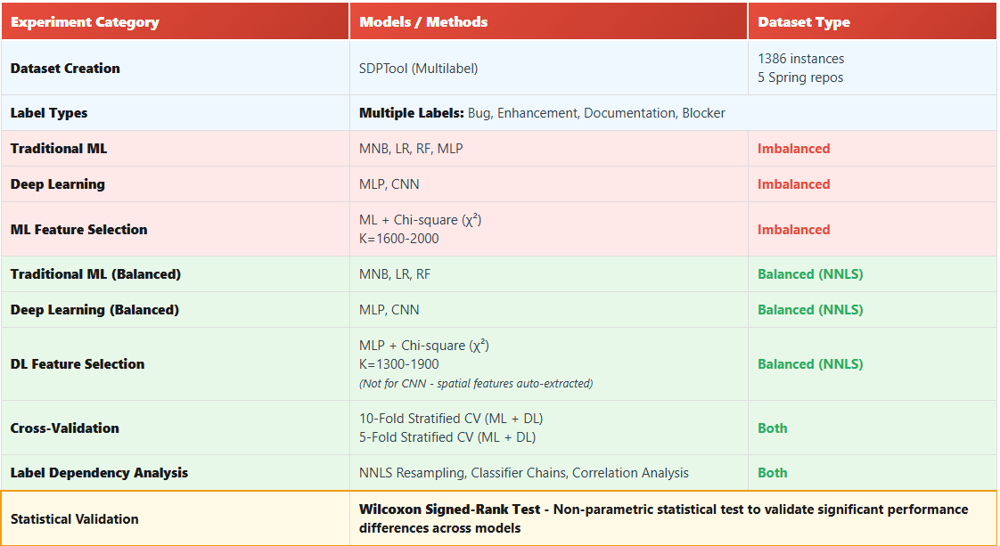 Experiment Category
Models / Methods
Dataset Type
Dataset Creation
SDPTool (Multilabel)
1386 instances
5 Spring repos
Label Types
Multiple Labels: Bug, Enhancement, Documentation, Blocker
Traditional ML
MNB, LR, RF, MLP
Imbalanced
Deep Learning
MLP, CNN
Imbalanced
ML Feature Selection
ML + Chi-square (χ²)
K=1600-2000
Imbalanced
Traditional ML (Balanced)
MNB, LR, RF
Balanced (NNLS)
Deep Learning (Balanced)
MLP, CNN
Balanced (NNLS)
DL Feature Selection
MLP + Chi-square (χ²)
K=1300-1900
(Not for CNN - spatial features auto-extracted)
Balanced (NNLS)
Cross-Validation
10-Fold Stratified CV (ML + DL)
5-Fold Stratified CV (ML + DL)
Both
Label Dependency Analysis
NNLS Resampling, Classifier Chains, Correlation Analysis
Both
Statistical Validation
Wilcoxon Signed-Rank Test - Non-parametric statistical test to validate significant performance
differences across models